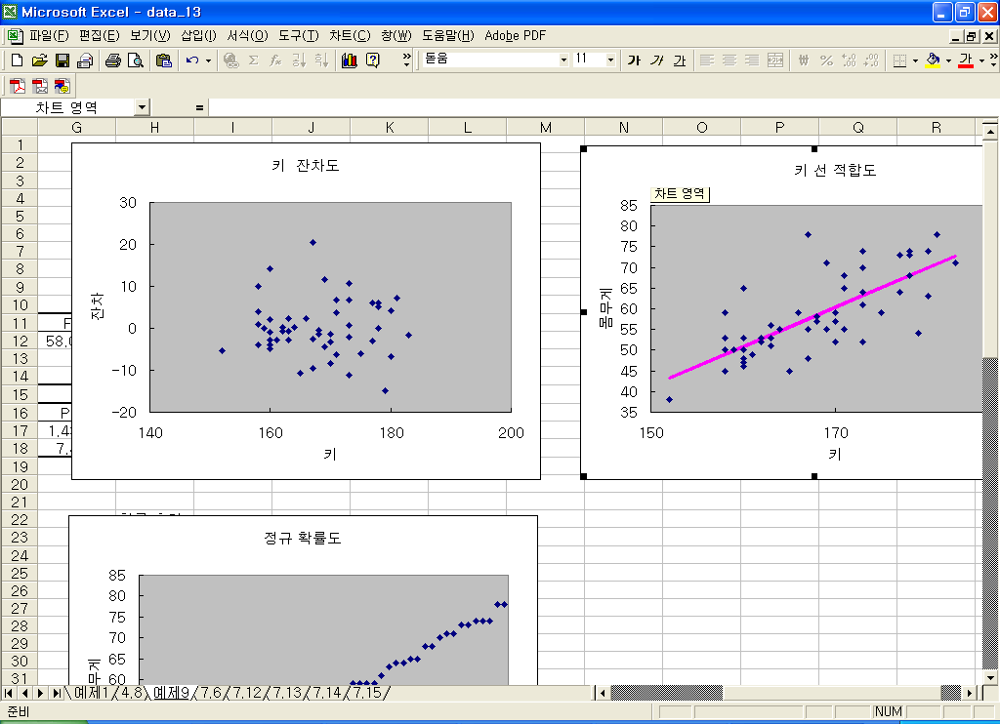 Microsoft Excel - data_13
파일(F) 편집(E) 보기(V) 삽입(I) 서식(O) 도구(T) 차트(C) 창(W) 도움말(H) Adobe PDF
돋움 11 가 가 가
차트 영역 =
G H I J K L M N O P Q R
1
2
3
4
5
6
7
8
9
10
11 F
12 58,0
13
14
15
16 P
17 1,43
18 7,
19
20
21
22
23
24
25
26
27
28
29
30
31
키 잔차도
30
20
10
0
-10
-20
잔차
140 160 180 200
키
키 선 적합도
차트 영역
85
80
75
70
65
60
55
50
45
40
35
몸무게
150 170
키
정규 확률도
85
80
75
70
65
60
무게
예제1 4.8 예제9 7.6 7.12 7.13 7.14 7.15
준비 NUM